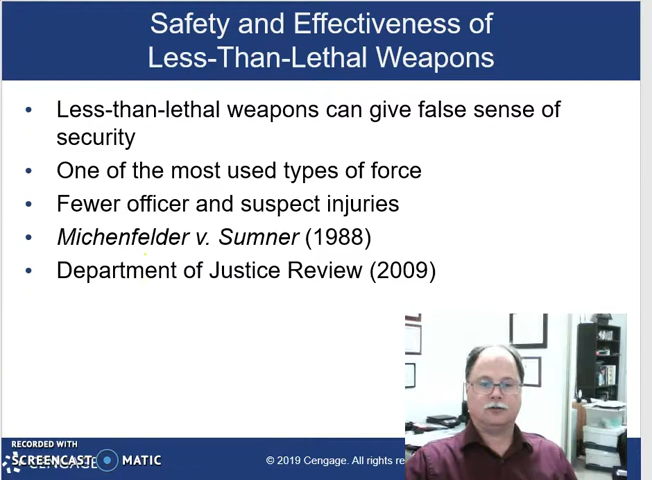 Safety and Effectiveness of
Less-Than-Lethal Weapons
• Less-than-lethal weapons can give false sense of
security
• One of the most used types of force
• Fewer officer and suspect injuries
• Michenfelder v. Sumner (1988)
• Department of Justice Review (2009)
RECORDED WITH
SCREENCAST MATIC
CENGAGE
© 2019 Cengage. All rights re